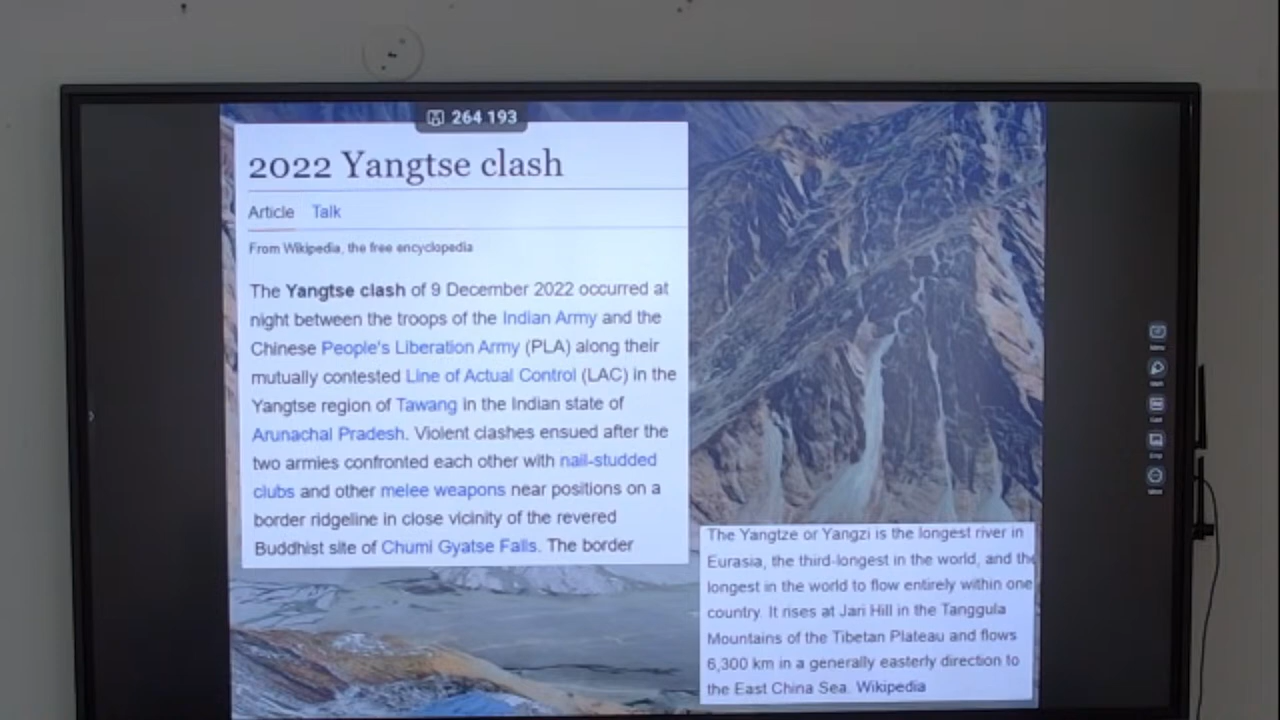 264 193
2022 Yangtse clash
Article Talk
From Wikipedia, the free encyclopedia
The Yangtse clash of 9 December 2022 occurred at
night between the troops of the Indian Army and the
Chinese People's Liberation Army (PLA) along their
mutually contested Line of Actual Control (LAC) in the
Yangtse region of Tawang in the Indian state of
Arunachal Pradesh. Violent clashes ensued after the
two armies confronted each other with nail-studded
clubs and other melee weapons near positions on a
border ridgeline in close vicinity of the revered
Buddhist site of Chumi Gyatse Falls. The border
The Yangtze or Yangzi is the longest river in
Eurasia, the third-longest in the world, and the
longest in the world to flow entirely within one
country. It rises at Jari Hill in the Tanggula
Mountains of the Tibetan Plateau and flows
6,300 km in a generally easterly direction to
the East China Sea. Wikipedia